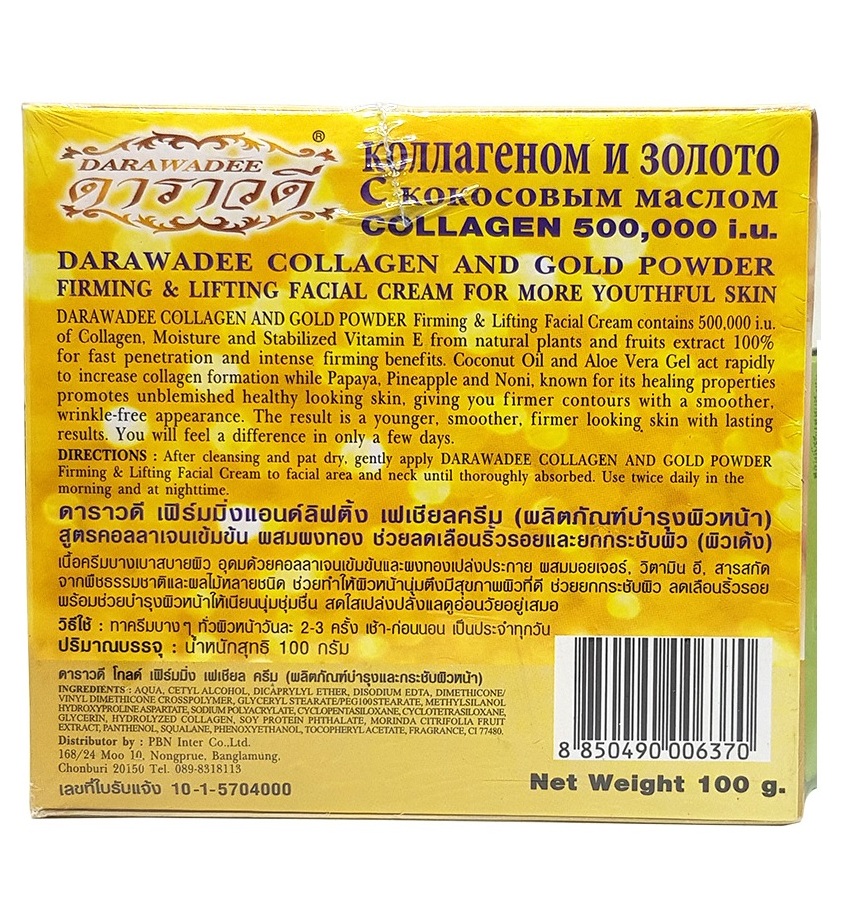 DARAWADEE
ดาราวดี
®
коллагеном и золото
С кокосовым маслом
COLLAGEN 500,000 i.u.
DARAWADEE COLLAGEN AND GOLD POWDER
FIRMING & LIFTING FACIAL CREAM FOR MORE YOUTHFUL SKIN
DARAWADEE COLLAGEN AND GOLD POWDER Firming & Lifting Facial Cream contains 500,000 i.u.
of Collagen, Moisture and Stabilized Vitamin E from natural plants and fruits extract 100%
for fast penetration and intense firming benefits. Coconut Oil and Aloe Vera Gel act rapidly
to increase collagen formation while Papaya, Pineapple and Noni, known for its healing properties
promotes unblemished healthy looking skin, giving you firmer contours with a smoother,
wrinkle-free appearance. The result is a younger, smoother, firmer looking skin with lasting
results. You will feel a difference in only a few days.
DIRECTIONS : After cleansing and pat dry, gently apply DARAWADEE COLLAGEN AND GOLD POWDER
Firming & Lifting Facial Cream to facial area and neck until thoroughly absorbed. Use twice daily in the
morning and at nighttime.
ดาราวดี เฟิร์มมิ่งแอนด์ลิฟติ้ง เฟเชียลครีม (ผลิตภัณฑ์บำรุงผิวหน้า)
สูตรคอลลาเจนเข้มข้น ผสมผงทอง ช่วยลดเลือนริ้วรอยและยกกระชับผิว (ผิวเด้ง)
เนื้อครีมบางเบาสบายผิว อุดมด้วยคอลลาเจนเข้มข้นและผงทองเปล่งประกาย ผสมมอยเจอร์, วิตามิน อี, สารสกัด
จากพืชธรรมชาติและผลไม้หลายชนิด ช่วยทำให้ผิวหน้านุ่มตึงมีสุขภาพผิวที่ดี ช่วยยกกระชับผิว ลดเลือนริ้วรอย
พร้อมช่วยบำรุงผิวหน้าให้เนียนนุ่มชุ่มชื่น สดใสเปล่งปลั่งแลดูอ่อนวัยอยู่เสมอ
วิธีใช้ : ทาครีมบางๆ ทั่วผิวหน้าวันละ 2-3 ครั้ง เช้า-ก่อนนอน เป็นประจำทุกวัน
ปริมาณบรรจุ : น้ำหนักสุทธิ 100 กรัม
ดาราวดี โกลด์ เฟิร์มมิ่ง เฟเชียล ครีม (ผลิตภัณฑ์บำรุงและกระชับผิวหน้า)
INGREDIENTS : AQUA, CETYL ALCOHOL, DICAPRYLYL ETHER, DISODIUM EDTA, DIMETHICONE/
VINYL DIMETHICONE CROSSPOLYMER, GLYCERYL STEARATE/PEG100STEARATE, METHYLSILANOL
HYDROXYPROLINE ASPARTATE, SODIUM POLYACRYLATE, CYCLOPENTASILOXANE, CYCLOTETRASILOXANE,
GLYCERIN, HYDROLYZED COLLAGEN, SOY PROTEIN PHTHALATE, MORINDA CITRIFOLIA FRUIT
EXTRACT, PANTHENOL, SQUALANE, PHENOXYETHANOL, TOCOPHERYL ACETATE, FRAGRANCE, CI 77480.
Distributor by : PBN Inter Co.,Ltd.
168/24 Moo 10, Nongprue, Banglamung,
Chonburi 20150 Tel. 089-8318113
เลขที่ใบรับแจ้ง 10-1-5704000
8 850490 006370
Net Weight 100 g.